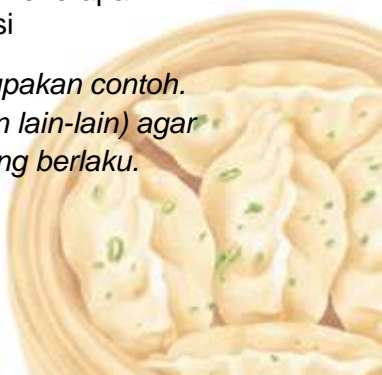 si
upakan contoh.
n lain-lain) agar
ng berlaku.